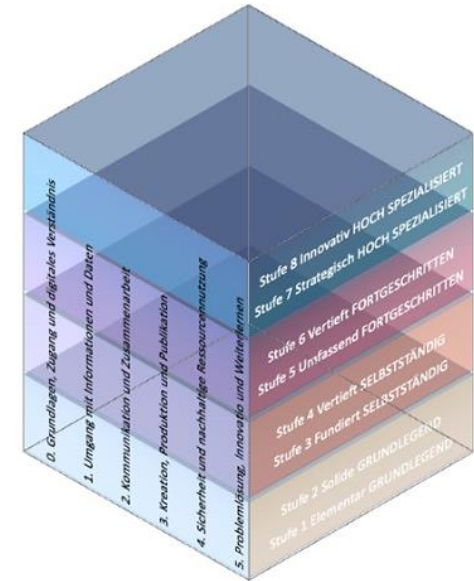 0. Grundlagen, Zugang und digitales Verständnis
1. Umgang mit Informationen und Daten
2. Kommunikation und Zusammenarbeit
3. Kreation, Produktion und Publikation
4. Sicherheit und nachhaltige Ressourcennutzung
5. Problemlösung, Innovatio und Weiterlernen
Stufe 8 Innovativ HOCH SPEZIALISIERT
Stufe 7 Strategisch HOCH SPEZIALISIERT
Stufe 6 Vertieft FORTGESCHRITTEN
Stufe 5 Umfassend FORTGESCHRITTEN
Stufe 4 Vertieft SELBSTSTÄNDIG
Stufe 3 Fundiert SELBSTSTÄNDIG
Stufe 2 Solide GRUNDLEGEND
Stufe 1 Elementar GRUNDLEGEND